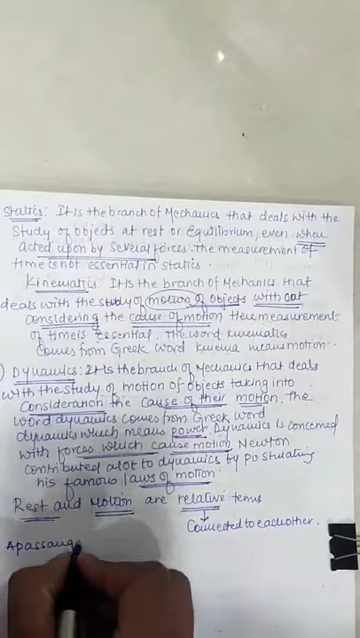 Statics: It is the branch of Mechanics that deals with the
study of objects at rest or Equilibrium, even when
acted upon by several forces. The measurement of
time is not essential in statics.
Kinematics: It is the branch of Mechanics that
deals with the study of motion of objects with out
considering the cause of motion Here measurement
of time is Essential. The word kinematics
comes from Greek word kinema means motion.
) Dynamics: It is the branch of Mechanics that deals
with the study of motion of objects taking into
Consideration the cause of their motion. The
word dynamics comes from Greek word
dynamics which means power. Dynamics is concerned
with forces which cause motion Newton
contributed alot to dynamics by
his famous laws of motion.
Rest and Motion are relative terms
Connected to each other.
A passeng